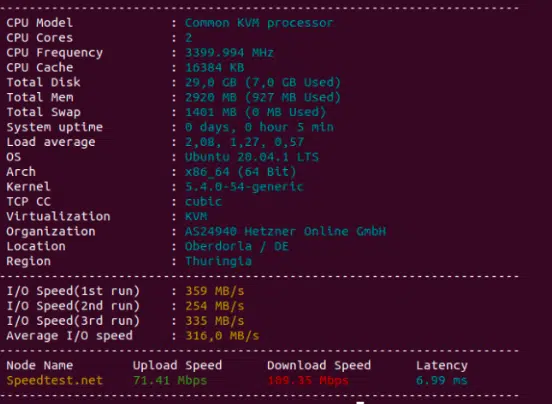 CPU Model : Common KVM processor
CPU Cores : 2
CPU Frequency : 3399.994 MHz
CPU Cache : 16384 KB
Total Disk : 29,0 GB (7,0 GB Used)
Total Mem : 2920 MB (927 MB Used)
Total Swap : 1401 MB (0 MB Used)
System uptime : 0 days, 0 hour 5 min
Load average : 2,08, 1,27, 0,57
OS : Ubuntu 20.04.1 LTS
Arch : x86_64 (64 Bit)
Kernel : 5.4.0-54-generic
TCP CC : cubic
Virtualization : KVM
Organization : AS24940 Hetzner Online GmbH
Location : Oberdorla / DE
Region : Thuringia
I/O Speed(1st run) : 359 MB/s
I/O Speed(2nd run) : 254 MB/s
I/O Speed(3rd run) : 335 MB/s
Average I/O speed : 316,0 MB/s
Node Name Upload Speed Download Speed Latency
Speedtest.net 71.41 Mbps 109.35 Mbps 6.99 ms